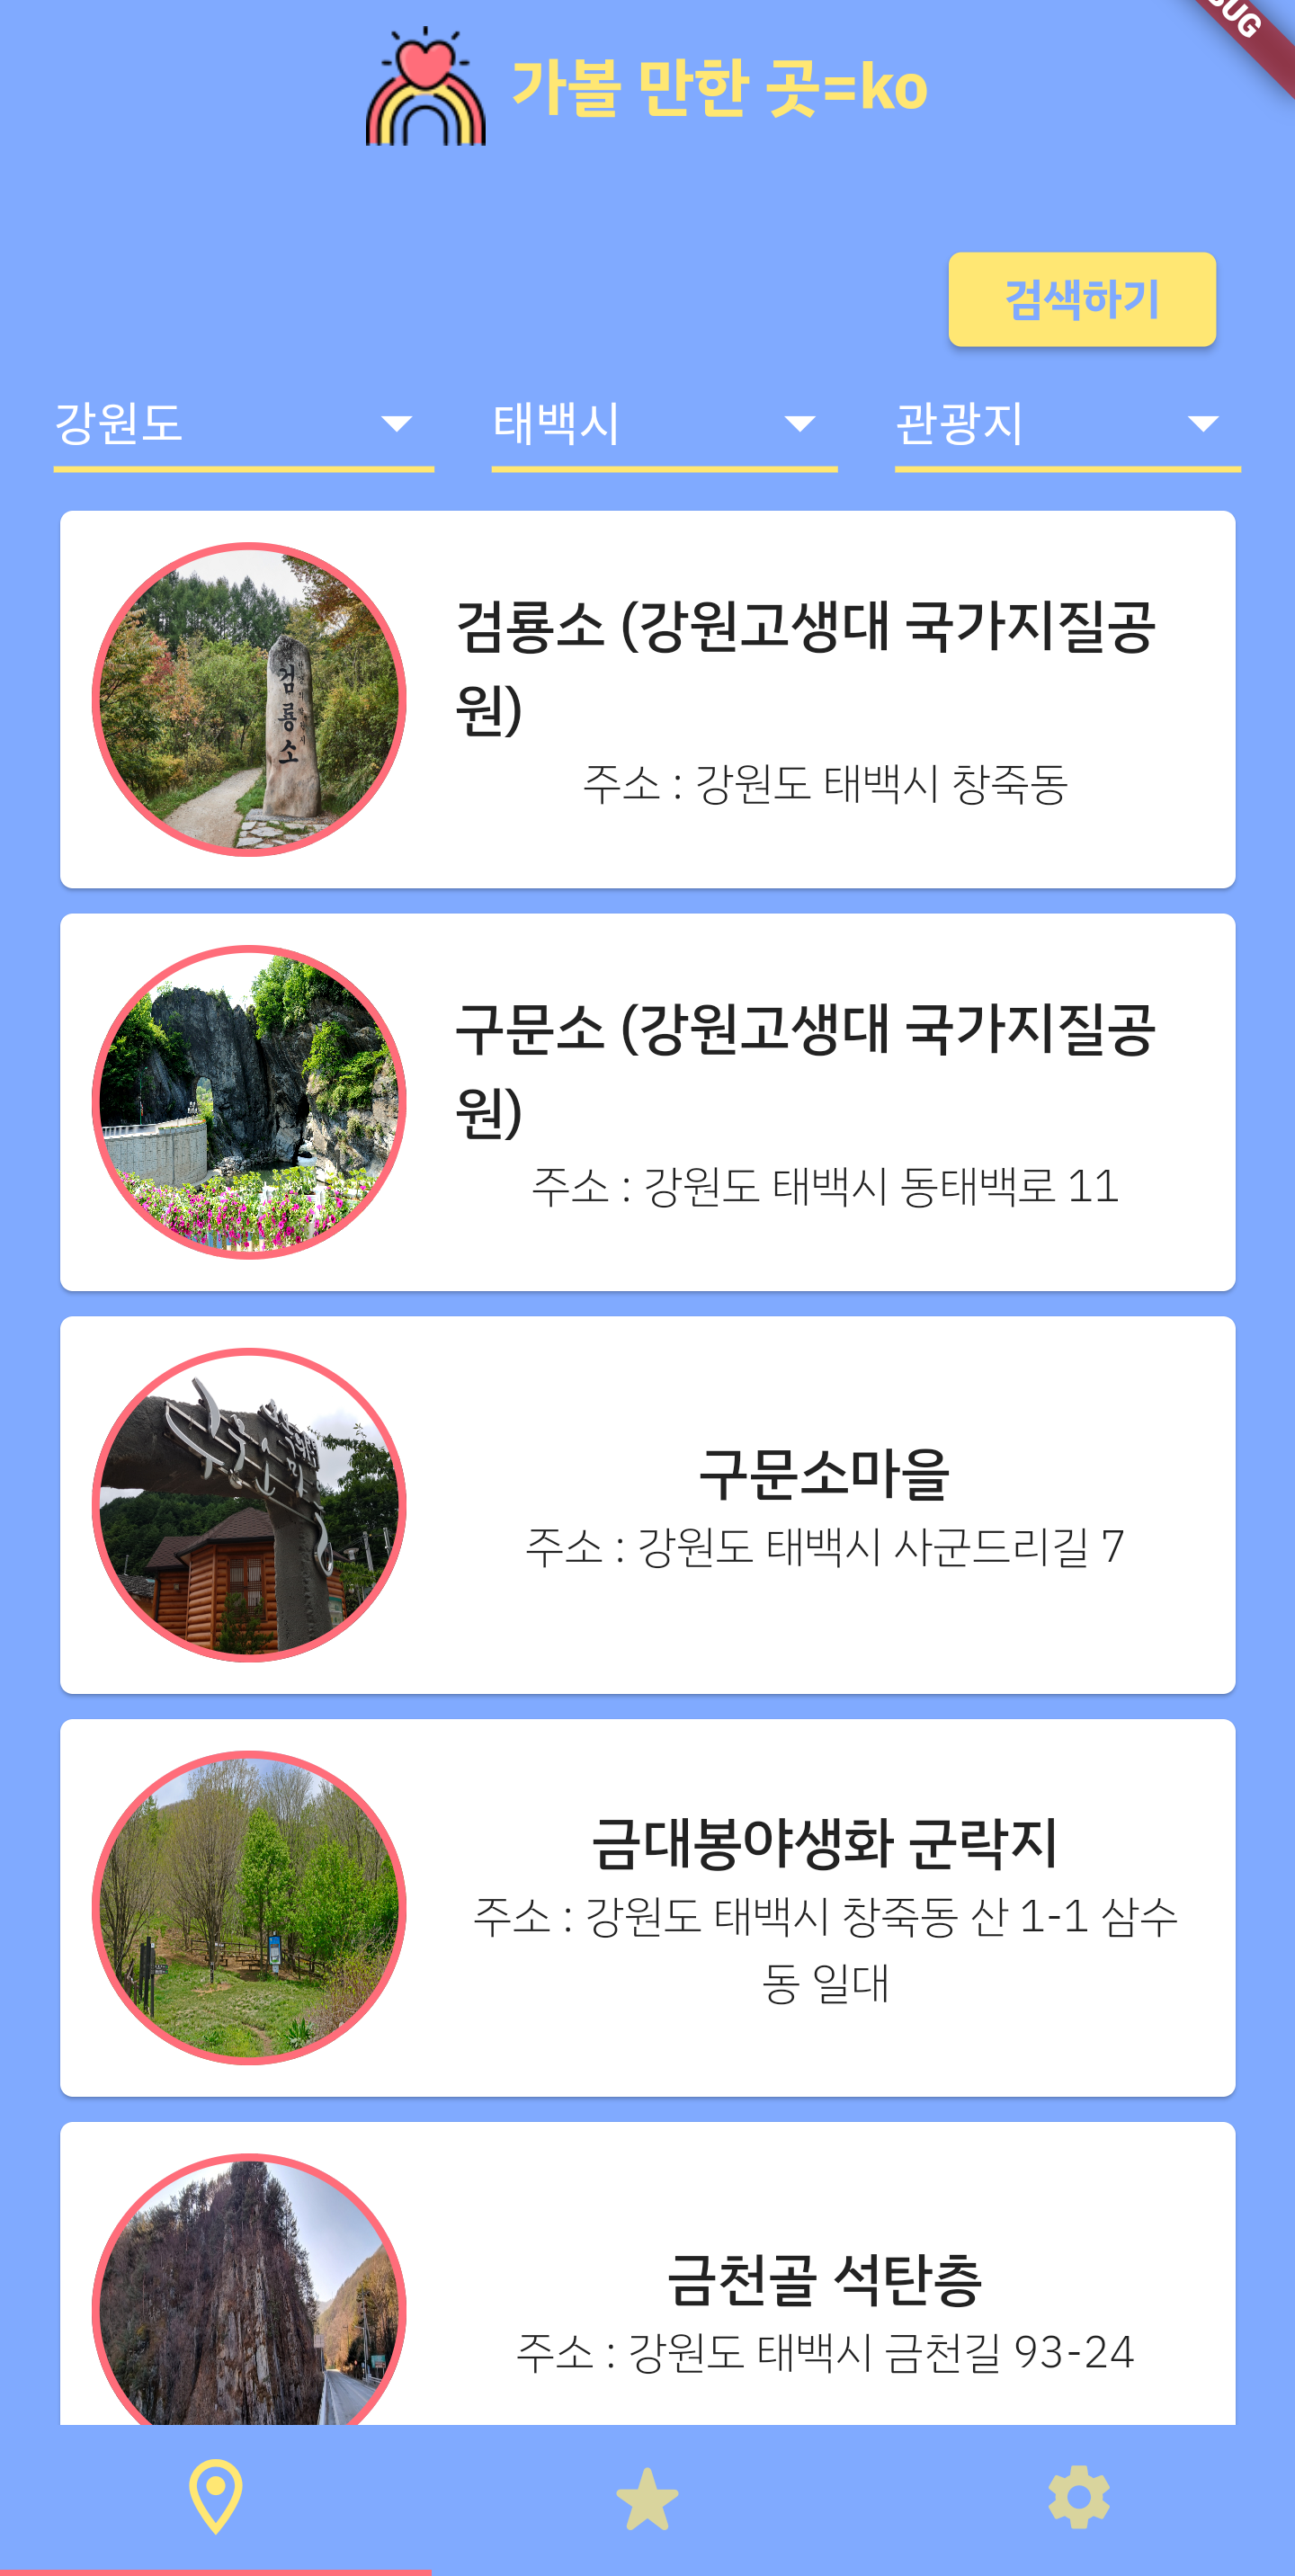 가볼 만한 곳=ko
검색하기
강원도
태백시
관광지
검룡소 (강원고생대 국가지질공
원)
주소 : 강원도 태백시 창죽동
검
룡
소
구문소 (강원고생대 국가지질공
원)
주소 : 강원도 태백시 동태백로 11
구문소마을
주소 : 강원도 태백시 사군드리길 7
금대봉야생화 군락지
주소 : 강원도 태백시 창죽동 산 1-1 삼수
동 일대
금천골 석탄층
주소 : 강원도 태백시 금천길 93-24